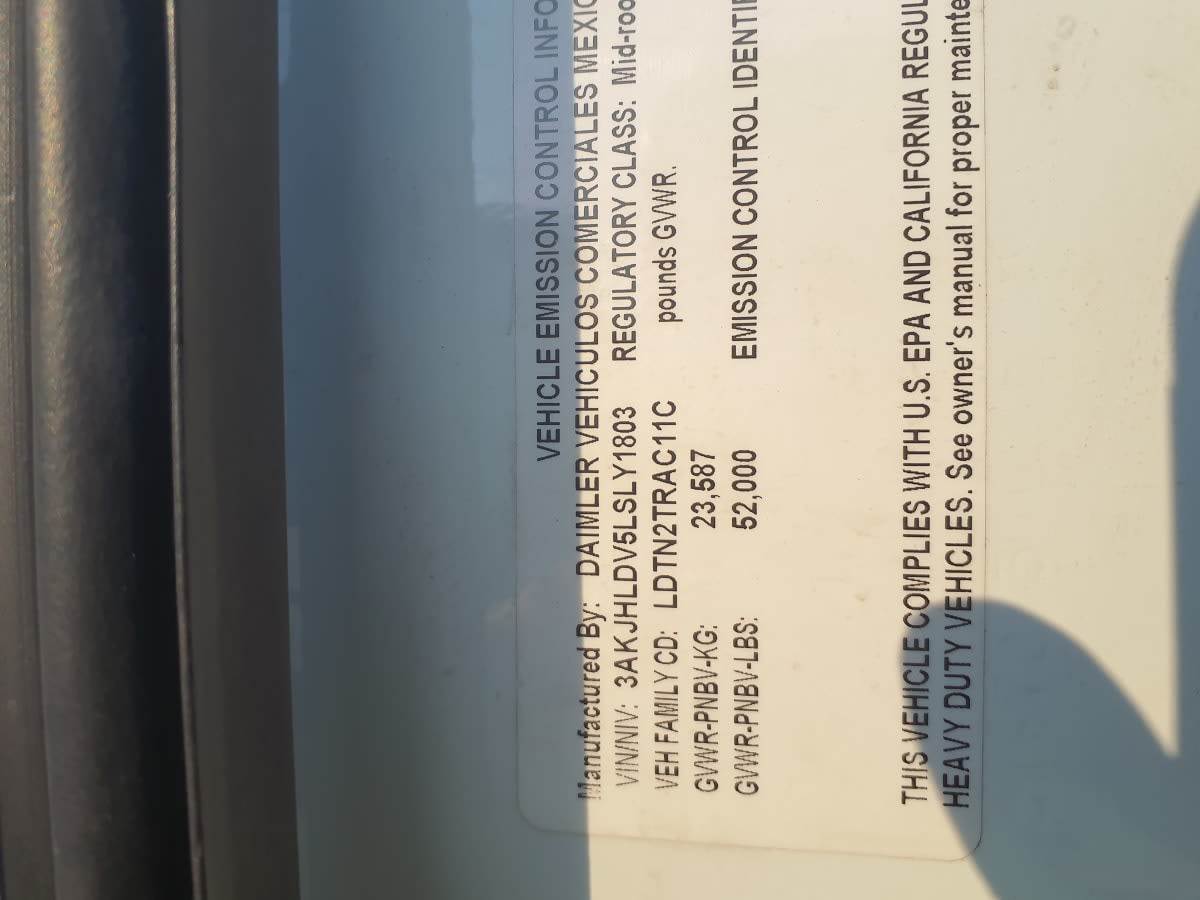 VEHICLE EMISSION CONTROL INFO
Manufactured By: DAIMLER VEHICULOS COMERCIALES MEXIC
VIN/NIV: 3AKJHLDV5LSLY1803 REGULATORY CLASS: Mid-roo
VEH FAMILY CD: LDTN2TRAC11C pounds GVWR.
GVWR-PNBV-KG: 23,587
GVWR-PNBV-LBS: 52,000 EMISSION CONTROL IDENTIF
THIS VEHICLE COMPLIES WITH U.S. EPA AND CALIFORNIA REGUL
HEAVY DUTY VEHICLES. See owner's manual for proper mainte